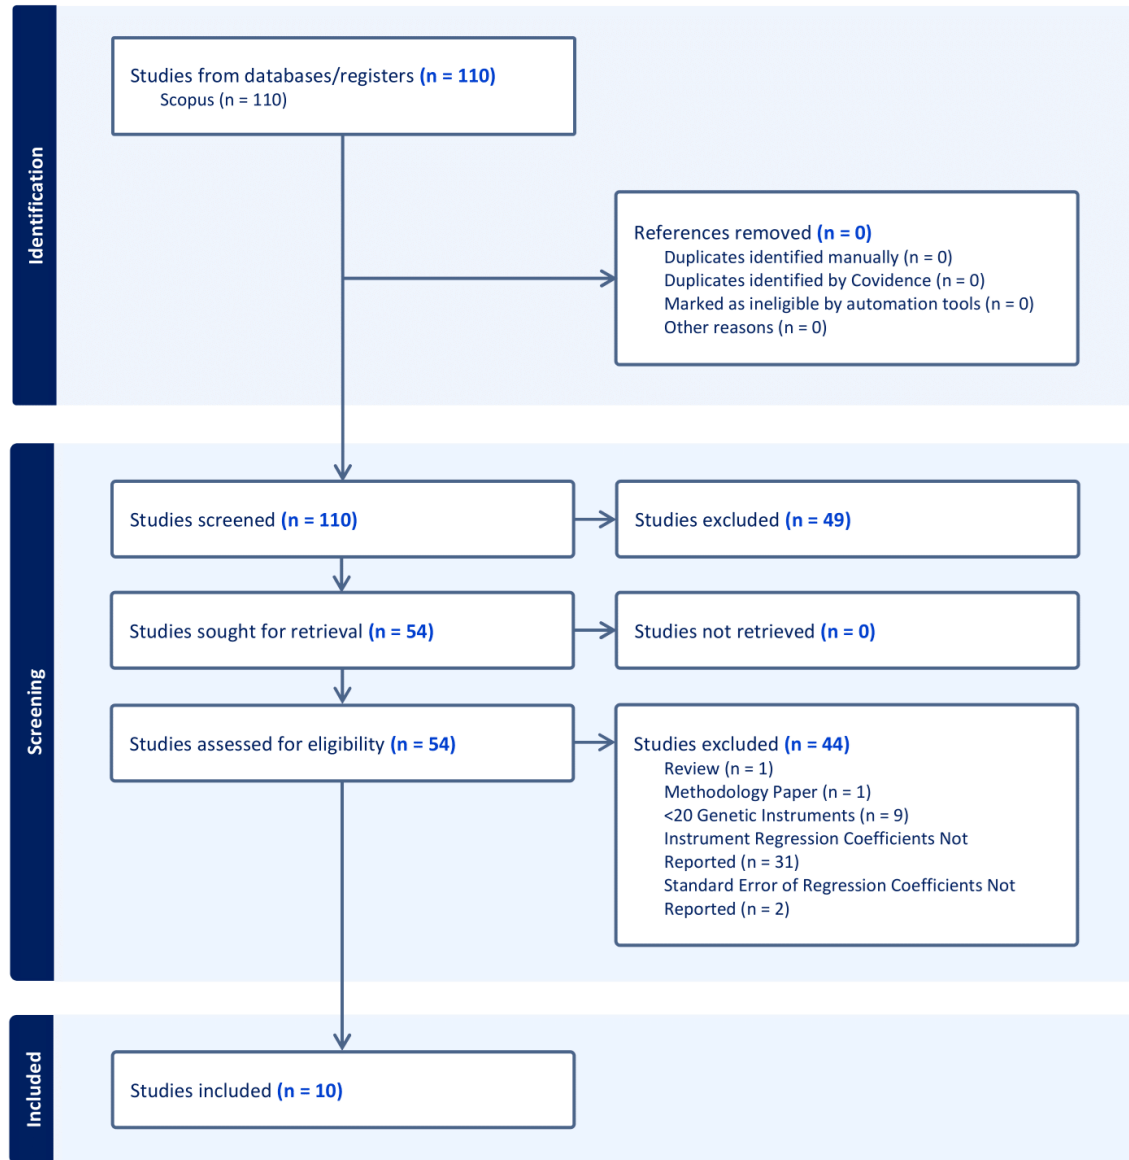 Identification
Studies from databases/registers (n = 110)
Scopus (n = 110)
References removed (n = 0)
Duplicates identified manually (n = 0)
Duplicates identified by Covidence (n = 0)
Marked as ineligible by automation tools (n = 0)
Other reasons (n = 0)
Screening
Studies screened (n = 110)
Studies excluded (n = 49)
Studies sought for retrieval (n = 54)
Studies not retrieved (n = 0)
Studies assessed for eligibility (n = 54)
Studies excluded (n = 44)
Review (n = 1)
Methodology Paper (n = 1)
<20 Genetic Instruments (n = 9)
Instrument Regression Coefficients Not
Reported (n = 31)
Standard Error of Regression Coefficients Not
Reported (n = 2)
Included
Studies included (n = 10)